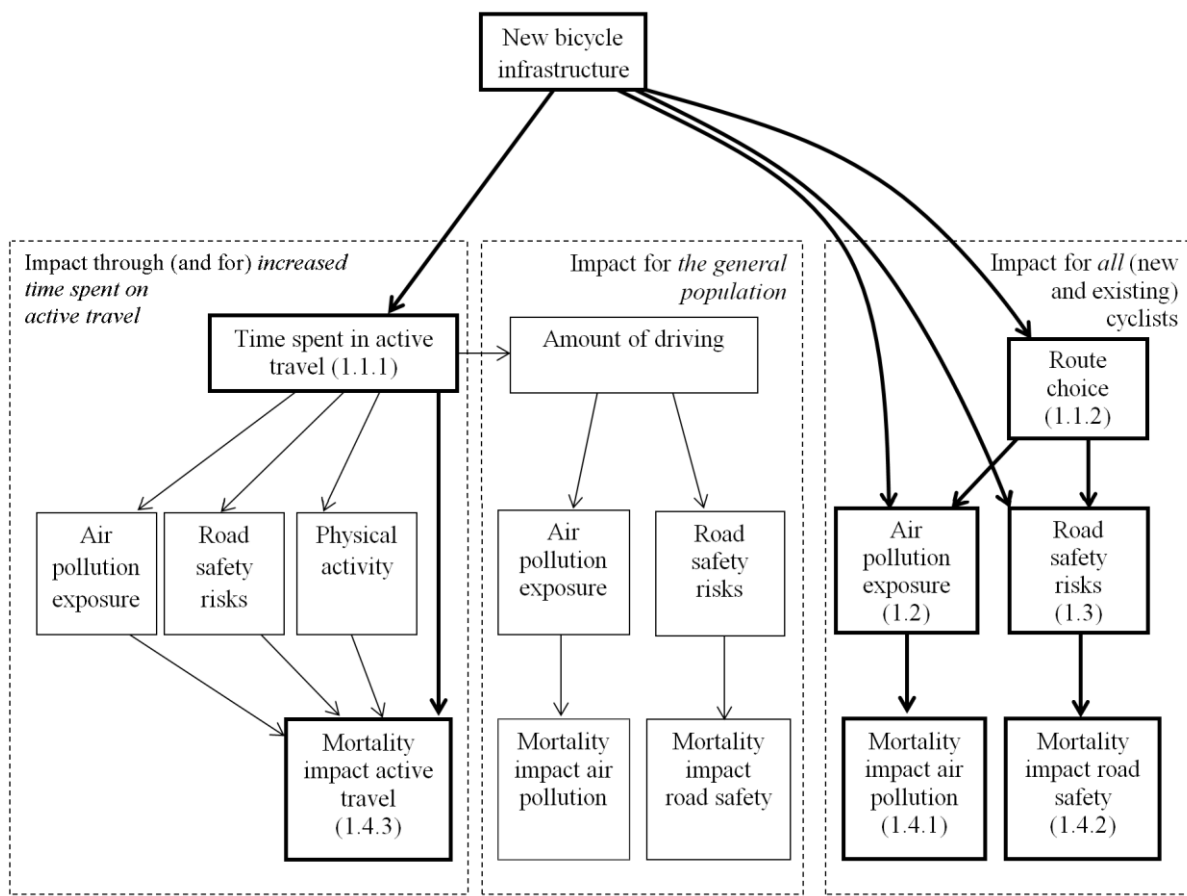 New bicycle
infrastructure
Impact through (and for) increased
time spent on
active travel
Impact for the general
population
Impact for all (new
and existing)
cyclists
Time spent in active
travel (1.1.1)
Amount of driving
Route
choice
(1.1.2)
Air
pollution
exposure
Road
safety
risks
Physical
activity
Air
pollution
exposure
Road
safety
risks
Air
pollution
exposure
(1.2)
Road
safety
risks
(1.3)
Mortality
impact active
travel
(1.4.3)
Mortality
impact air
pollution
Mortality
impact
road safety
Mortality
impact air
pollution
(1.4.1)
Mortality
impact road
safety
(1.4.2)